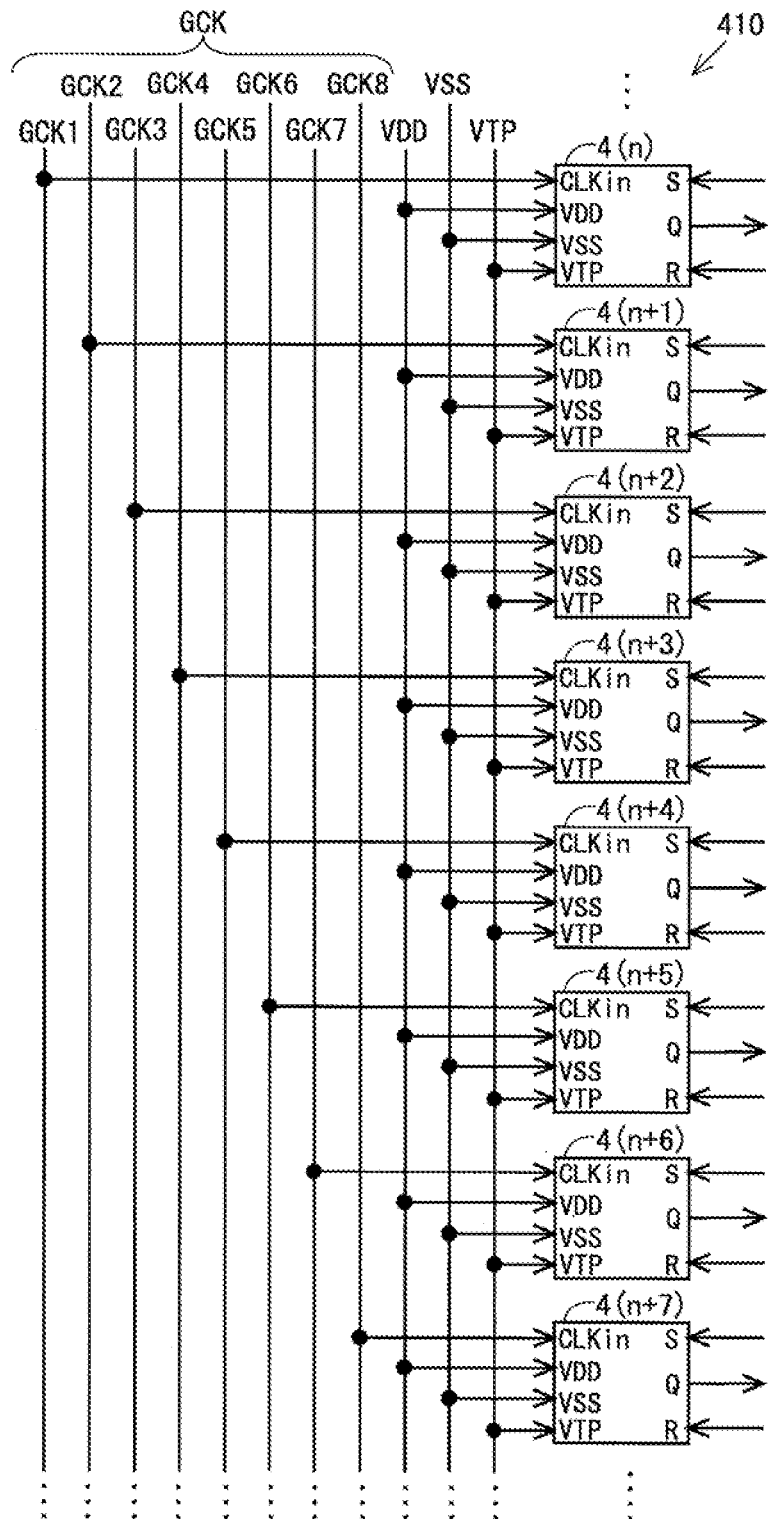 GCK
410
GCK2 GCK4 GCK6 GCK8 VSS
GCK1 GCK3 GCK5 GCK7 VDD VTP
4(n)
CLKin S
VDD
Q
VSS
VTP R
4(n+1)
CLKin S
VDD
Q
VSS
VTP R
4(n+2)
CLKin S
VDD
Q
VSS
VTP R
4(n+3)
CLKin S
VDD
Q
VSS
VTP R
4(n+4)
CLKin S
VDD
Q
VSS
VTP R
4(n+5)
CLKin S
VDD
Q
VSS
VTP R
4(n+6)
CLKin S
VDD
Q
VSS
VTP R
4(n+7)
CLKin S
VDD
Q
VSS
VTP R